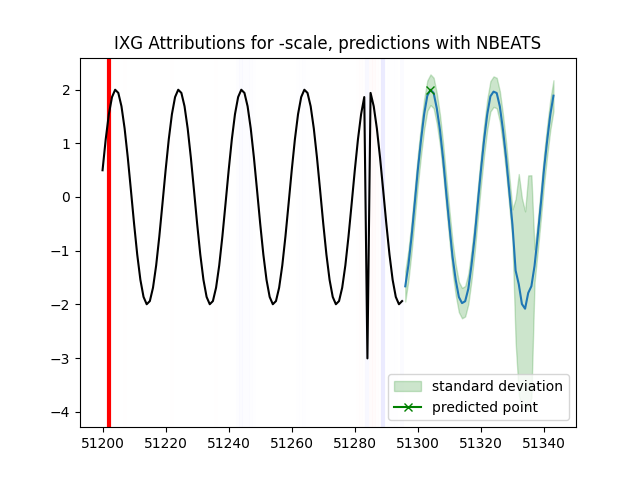 IXG Attributions for -scale, predictions with NBEATS
2
1
0
−1
−2
−3
−4
standard deviation
predicted point
51200 51220 51240 51260 51280 51300 51320 51340